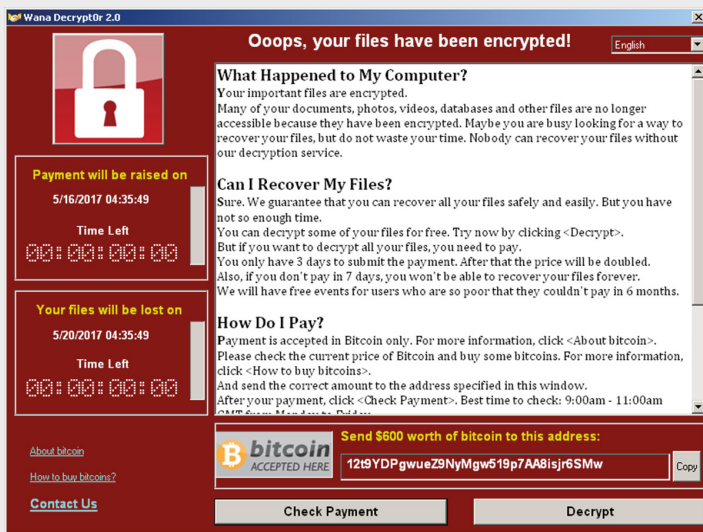 Wana Decrypt0r 2.0
Ooops, your files have been encrypted!
English
What Happened to My Computer?
Your important files are encrypted.
Many of your documents, photos, videos, databases and other files are no longer
accessible because they have been encrypted. Maybe you are busy looking for a way to
recover your files, but do not waste your time. Nobody can recover your files without
our decryption service.
Can I Recover My Files?
Sure. We guarantee that you can recover all your files safely and easily. But you have
not so enough time.
You can decrypt some of your files for free. Try now by clicking <Decrypt>.
But if you want to decrypt all your files, you need to pay.
You only have 3 days to submit the payment. After that the price will be doubled.
Also, if you don't pay in 7 days, you won't be able to recover your files forever.
We will have free events for users who are so poor that they couldn't pay in 6 months.
How Do I Pay?
Payment is accepted in Bitcoin only. For more information, click <About bitcoin>.
Please check the current price of Bitcoin and buy some bitcoins. For more information,
click <How to buy bitcoins>.
And send the correct amount to the address specified in this window.
After your payment, click <Check Payment>. Best time to check: 9:00am - 11:00am
GMT from Monday to Friday.
Payment will be raised on
5/16/2017 04:35:49
Time Left
00:00:00:00
Your files will be lost on
5/20/2017 04:35:49
Time Left
00:00:00:00
About bitcoin
How to buy bitcoins?
Contact Us
bitcoin
ACCEPTED HERE
Send $600 worth of bitcoin to this address:
12t9YDPgwueZ9NyMgw519p7AA8isjr6SMw
Copy
Check Payment
Decrypt